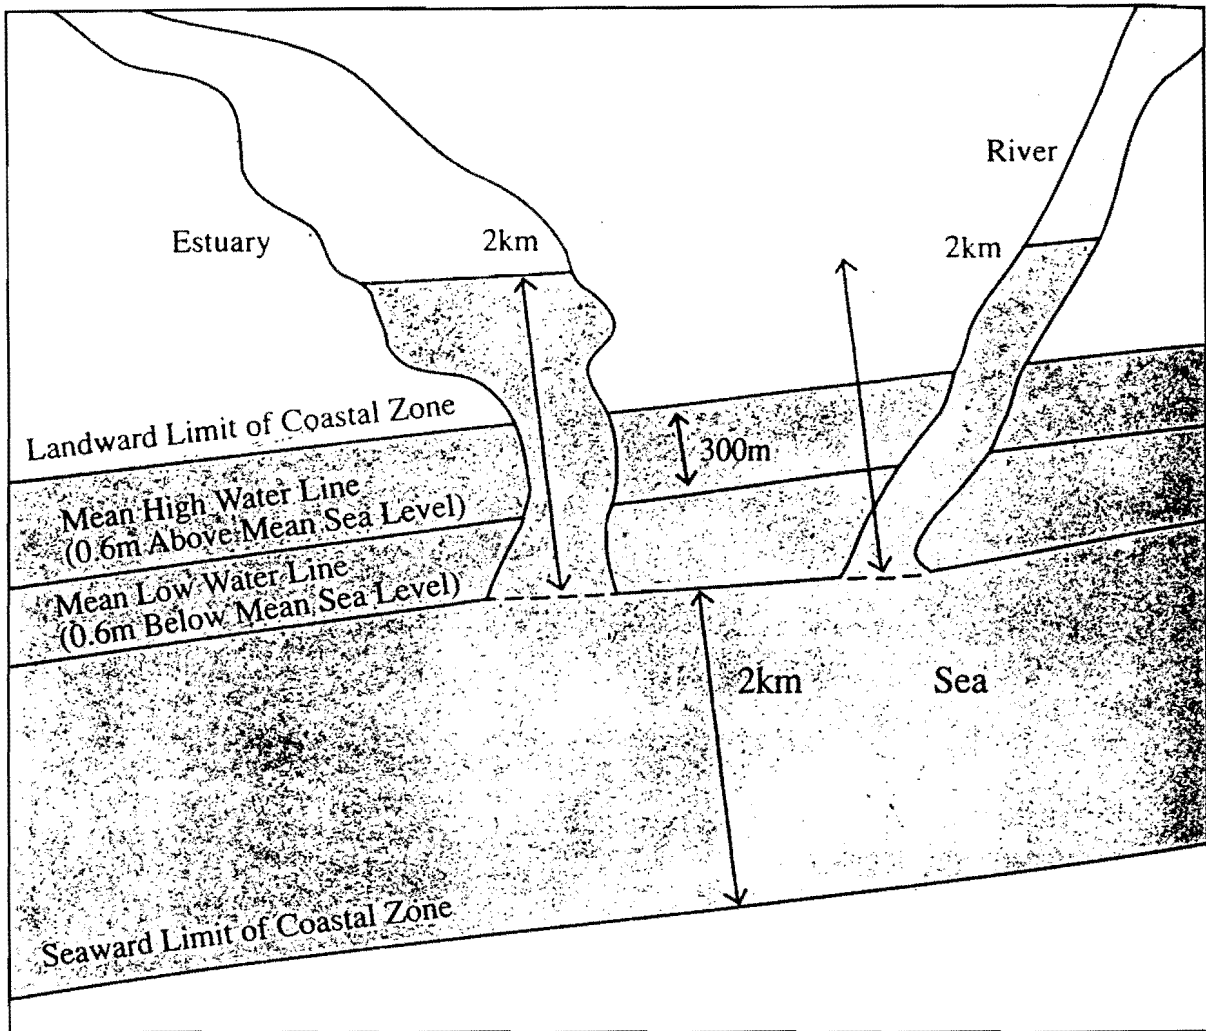 River
Estuary
2km
2km
Landward Limit of Coastal Zone
300m
Mean High Water Line
(0.6m Above Mean Sea Level)
Mean Low Water Line
(0.6m Below Mean Sea Level)
2km
Sea
Seaward Limit of Coastal Zone